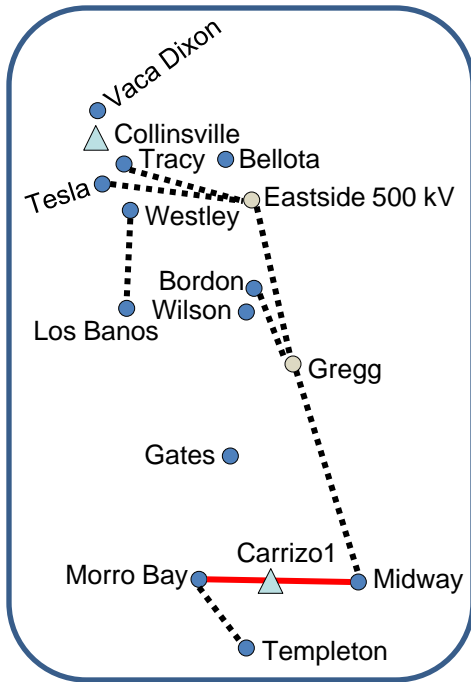 Vaca Dixon
Collinsville
Tracy
Bellota
Tesla
Eastside 500 kV
Westley
Bordon
Wilson
Los Banos
Gregg
Gates
Carrizo1
Morro Bay
Midway
Templeton